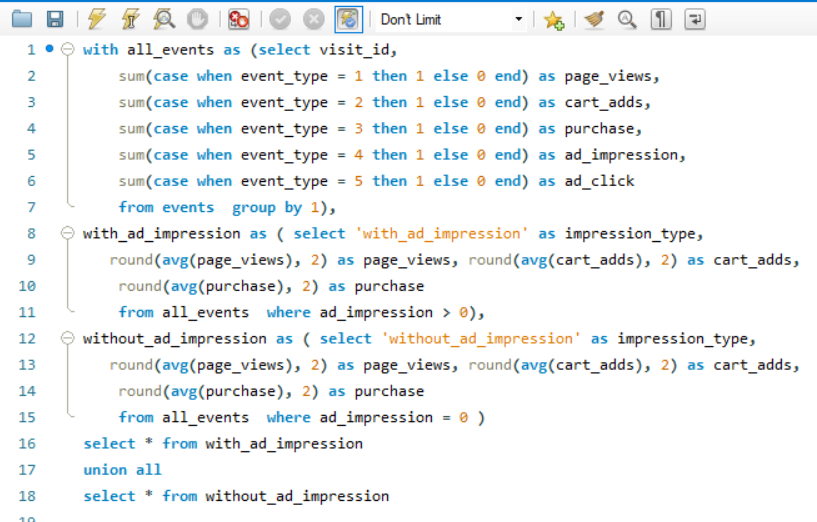 Don't Limit
1 with all_events as (select visit_id,
2 sum(case when event_type = 1 then 1 else 0 end) as page_views,
3 sum(case when event_type = 2 then 1 else 0 end) as cart_adds,
4 sum(case when event_type = 3 then 1 else 0 end) as purchase,
5 sum(case when event_type = 4 then 1 else 0 end) as ad_impression,
6 sum(case when event_type = 5 then 1 else 0 end) as ad_click
7 from events  group by 1),
8 with_ad_impression as ( select 'with_ad_impression' as impression_type,
9 round(avg(page_views), 2) as page_views, round(avg(cart_adds), 2) as cart_adds,
10 round(avg(purchase), 2) as purchase
11 from all_events  where ad_impression > 0),
12 without_ad_impression as ( select 'without_ad_impression' as impression_type,
13 round(avg(page_views), 2) as page_views, round(avg(cart_adds), 2) as cart_adds,
14 round(avg(purchase), 2) as purchase
15 from all_events  where ad_impression = 0 )
16 select * from with_ad_impression
17 union all
18 select * from without_ad_impression